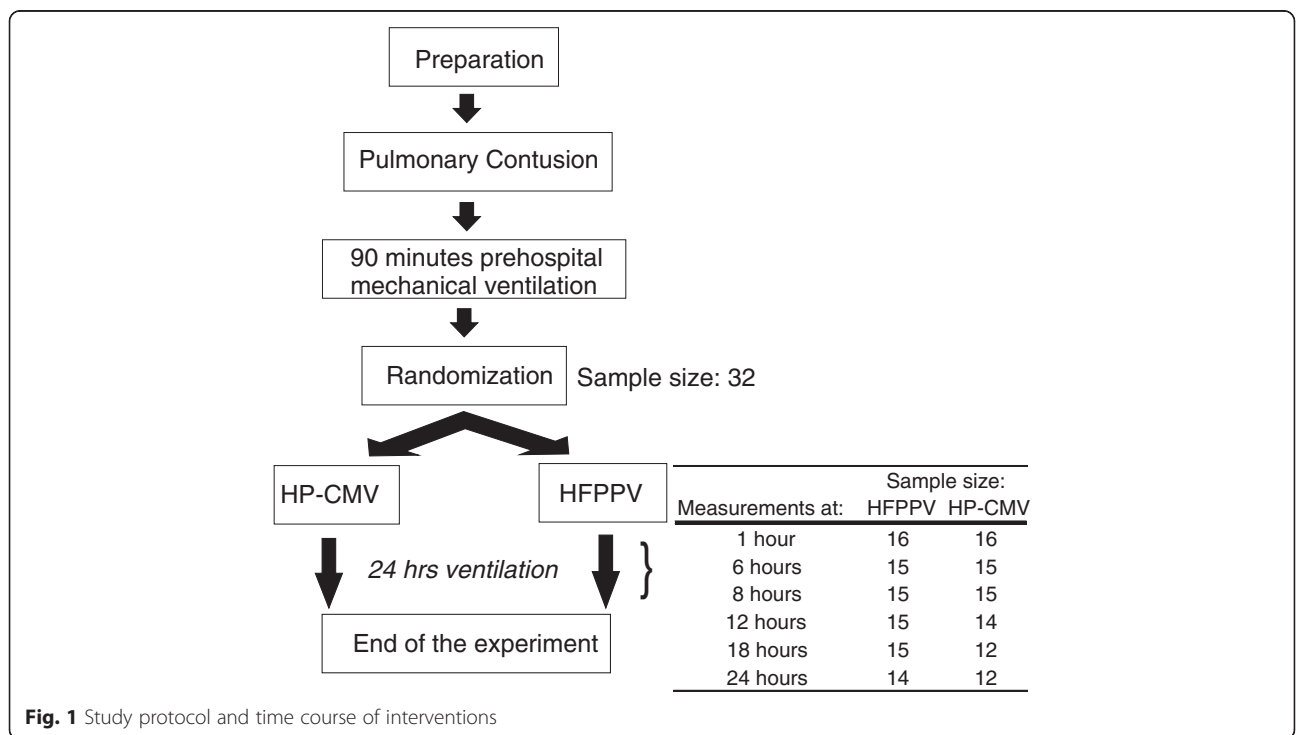 Preparation
Pulmonary Contusion
90 minutes prehospital
mechanical ventilation
Randomization Sample size: 32
HP-CMV HFPPV
24 hrs ventilation }
End of the experiment
Sample size:
Measurements at: HFPPV HP-CMV
1 hour 16 16
6 hours 15 15
8 hours 15 15
12 hours 15 14
18 hours 15 12
24 hours 14 12
Fig. 1 Study protocol and time course of interventions